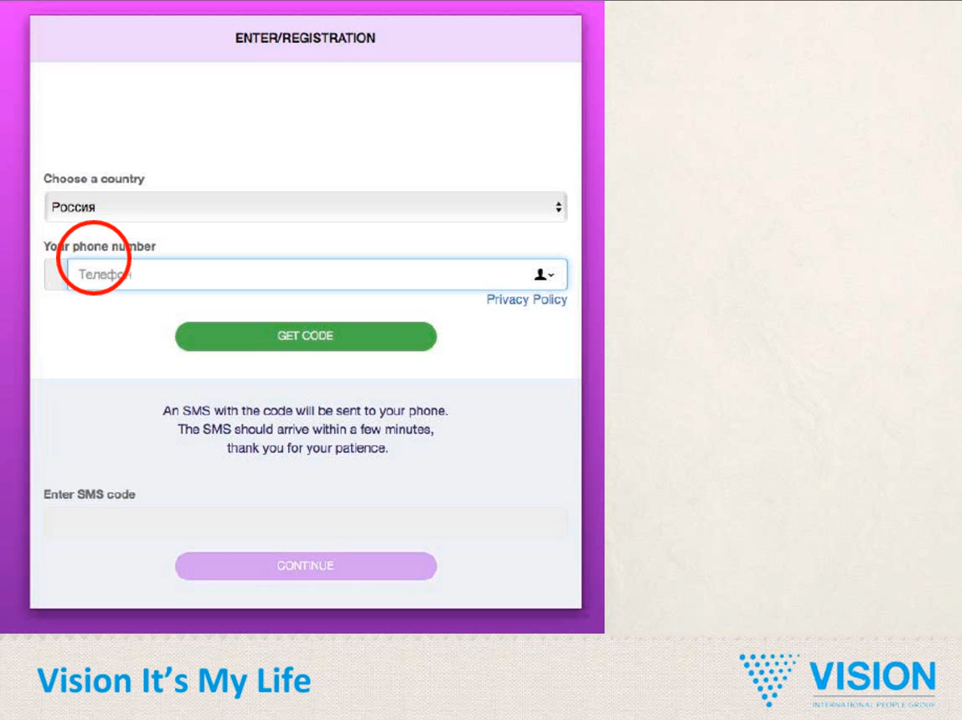 ENTER/REGISTRATION
Choose a country
Россия
Your phone number
Телефон
Privacy Policy
GET CODE
An SMS with the code will be sent to your phone.
The SMS should arrive within a few minutes,
thank you for your patience.
Enter SMS code
CONTINUE
Vision It's My Life
VISION
INTERNATIONAL PEOPLE GROUP